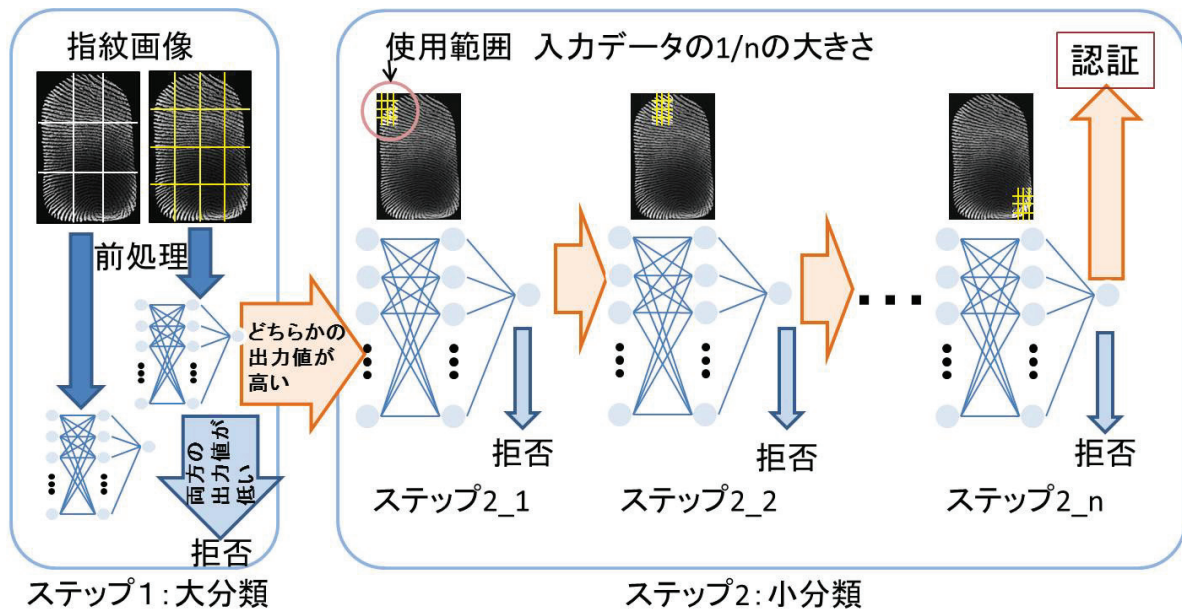 指紋画像
前処理
どちらかの
出力値が
高い
両方の
出力値が
低い
拒否
ステップ1:大分類
使用範囲 入力データの1/nの大きさ
認証
拒否
拒否
拒否
ステップ2_1
ステップ2_2
ステップ2_n
ステップ2:小分類